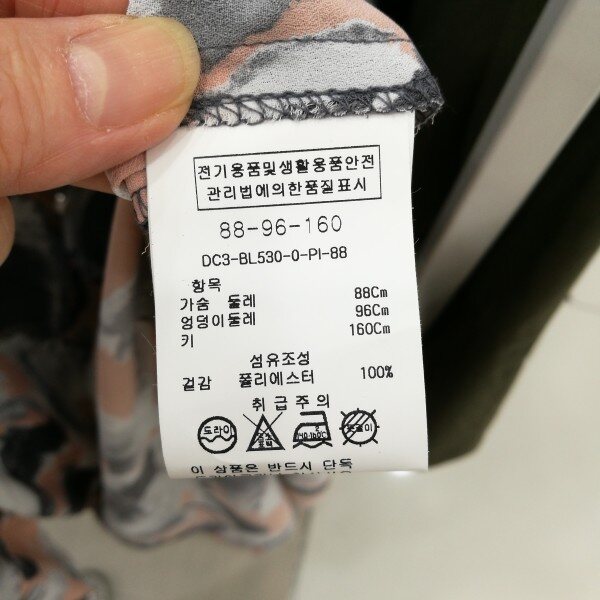 전기용품및생활용품안전
관리법에의한품질표시
88-96-160
DC3-BL530-0-PI-88
항목
가슴 둘레 88Cm
엉덩이둘레 96Cm
키 160Cm
섬유조성
겉감 폴리에스터 100%
취급주의
드라이
이 상품은 반드시 단독